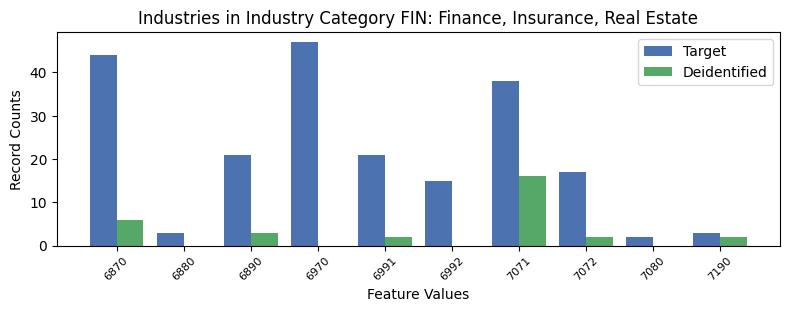 Industries in Industry Category FIN: Finance, Insurance, Real Estate
Target
Deidentified
Record Counts
40
30
20
10
0
6870 6880 6890 6970 6991 6992 7071 7072 7080 7190
Feature Values